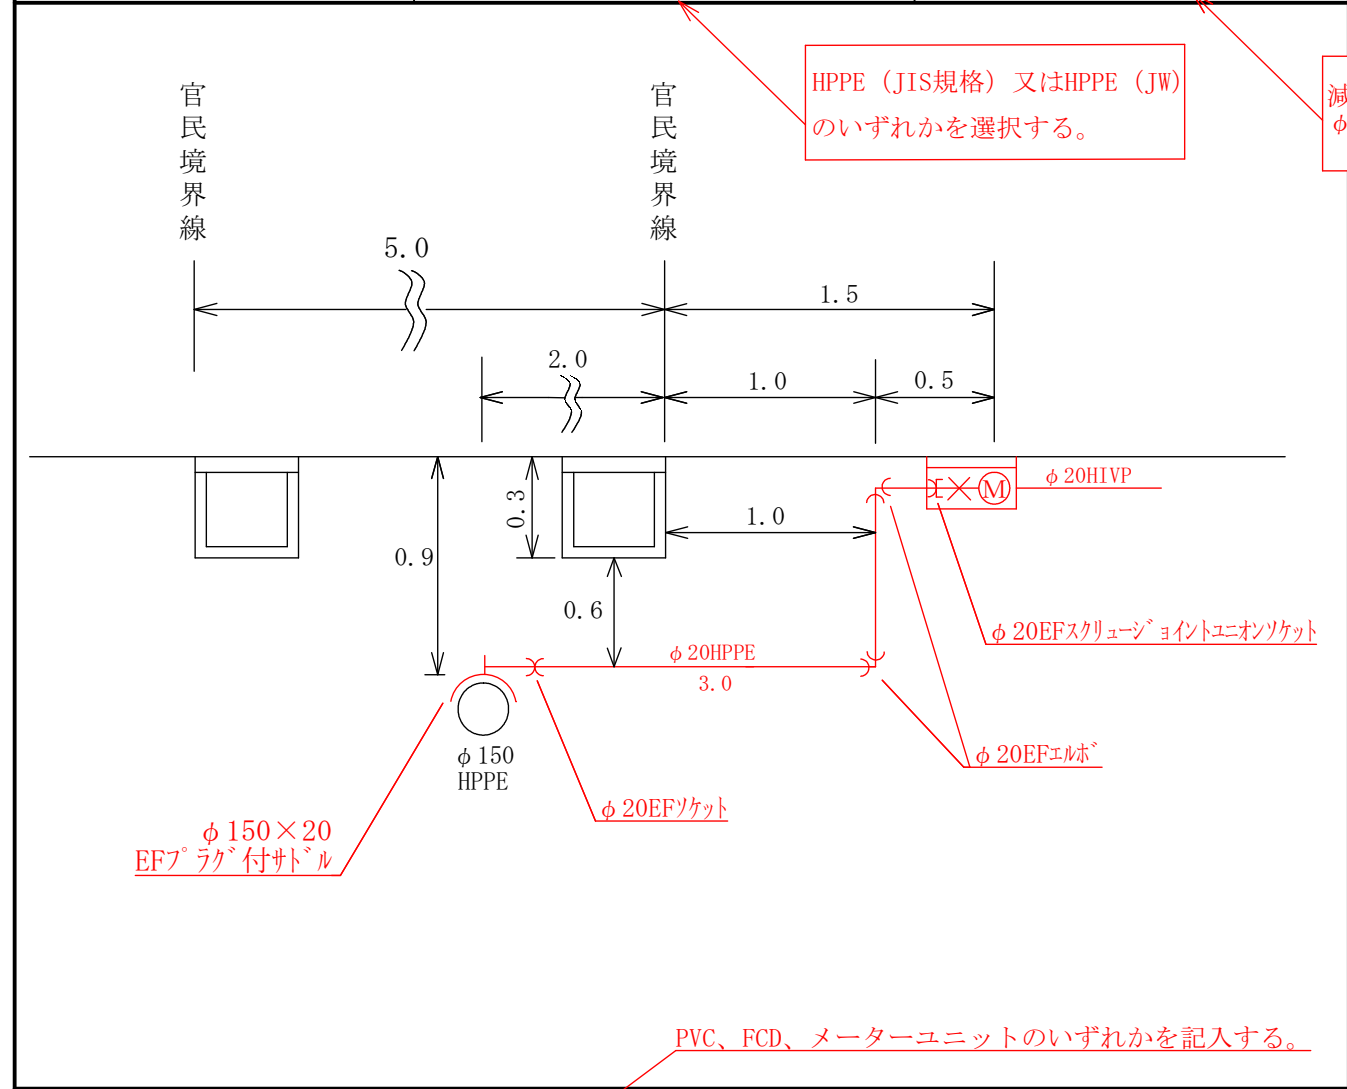 HPPE（JIS規格）又はHPPE（JW)
のいずれかを選択する。
減
φ
官民境界線
官民境界線
5.0
1.5
2.0
1.0
0.5
φ20HIVP
M
0.3
1.0
0.9
0.6
φ20EFスクリュージョイントユニオンソケット
φ20HPPE
3.0
φ20EFエルボ
φ150
HPPE
φ20EFソケット
φ150×20
EFプラグ付サドル
PVC、FCD、メーターユニットのいずれかを記入する。